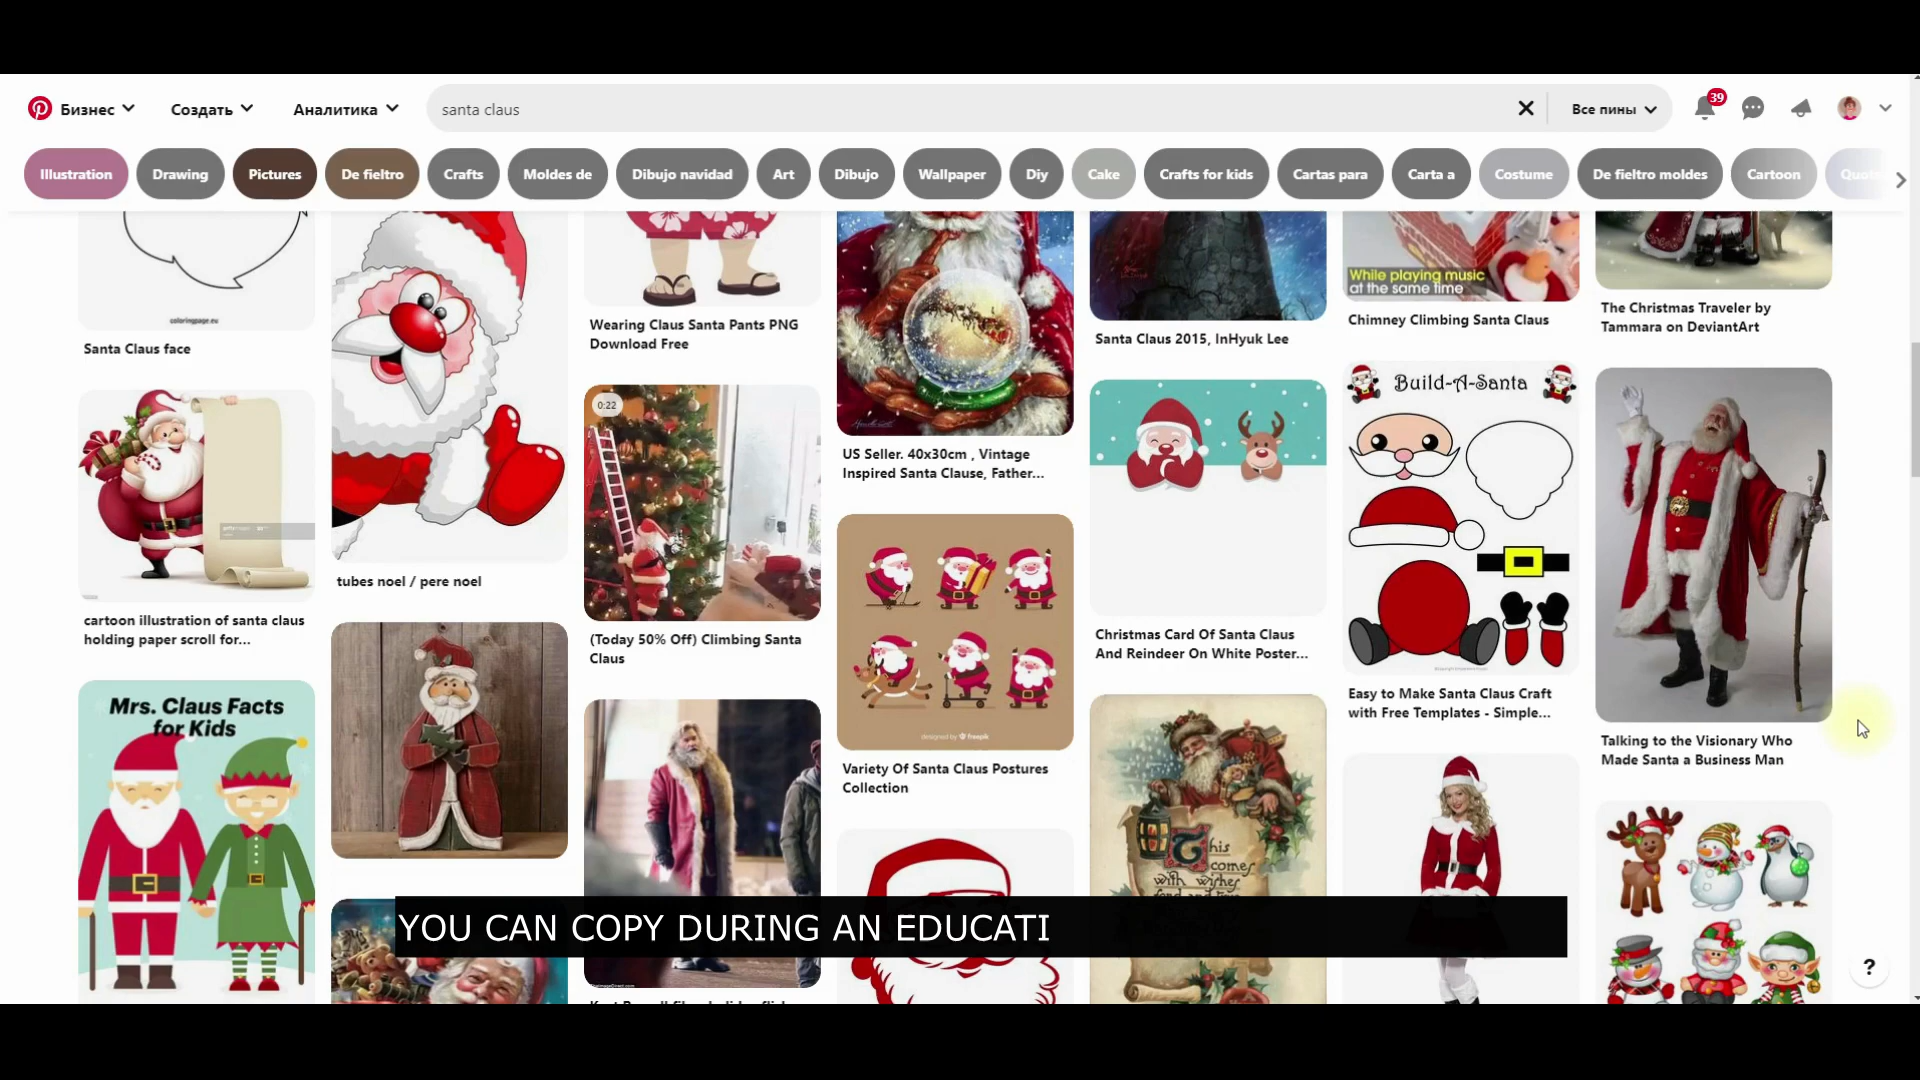 Бизнес
Создать
Аналитика
santa claus
Все пины
39
Illustration
Drawing
Pictures
De fieltro
Crafts
Moldes de
Dibujo navidad
Art
Dibujo
Wallpaper
Diy
Cake
Crafts for kids
Cartas para
Carta a
Costume
De fieltro moldes
Cartoon
coloringpage.eu
Santa Claus face
cartoon illustration of santa claus
holding paper scroll for...
Mrs. Claus Facts
for Kids
tubes noel / pere noel
Wearing Claus Santa Pants PNG
Download Free
0:22
(Today 50% Off) Climbing Santa
Claus
US Seller. 40x30cm , Vintage
Inspired Santa Clause, Father...
designed by freepik
Variety Of Santa Claus Postures
Collection
Santa Claus 2015, InHyuk Lee
Christmas Card Of Santa Claus
And Reindeer On White Poster...
This
comes
with wishes
While playing music
at the same time
Chimney Climbing Santa Claus
Build-A-Santa
Easy to Make Santa Claus Craft
with Free Templates - Simple...
The Christmas Traveler by
Tammara on DeviantArt
Talking to the Visionary Who
Made Santa a Business Man
YOU CAN COPY DURING AN EDUCATI
?